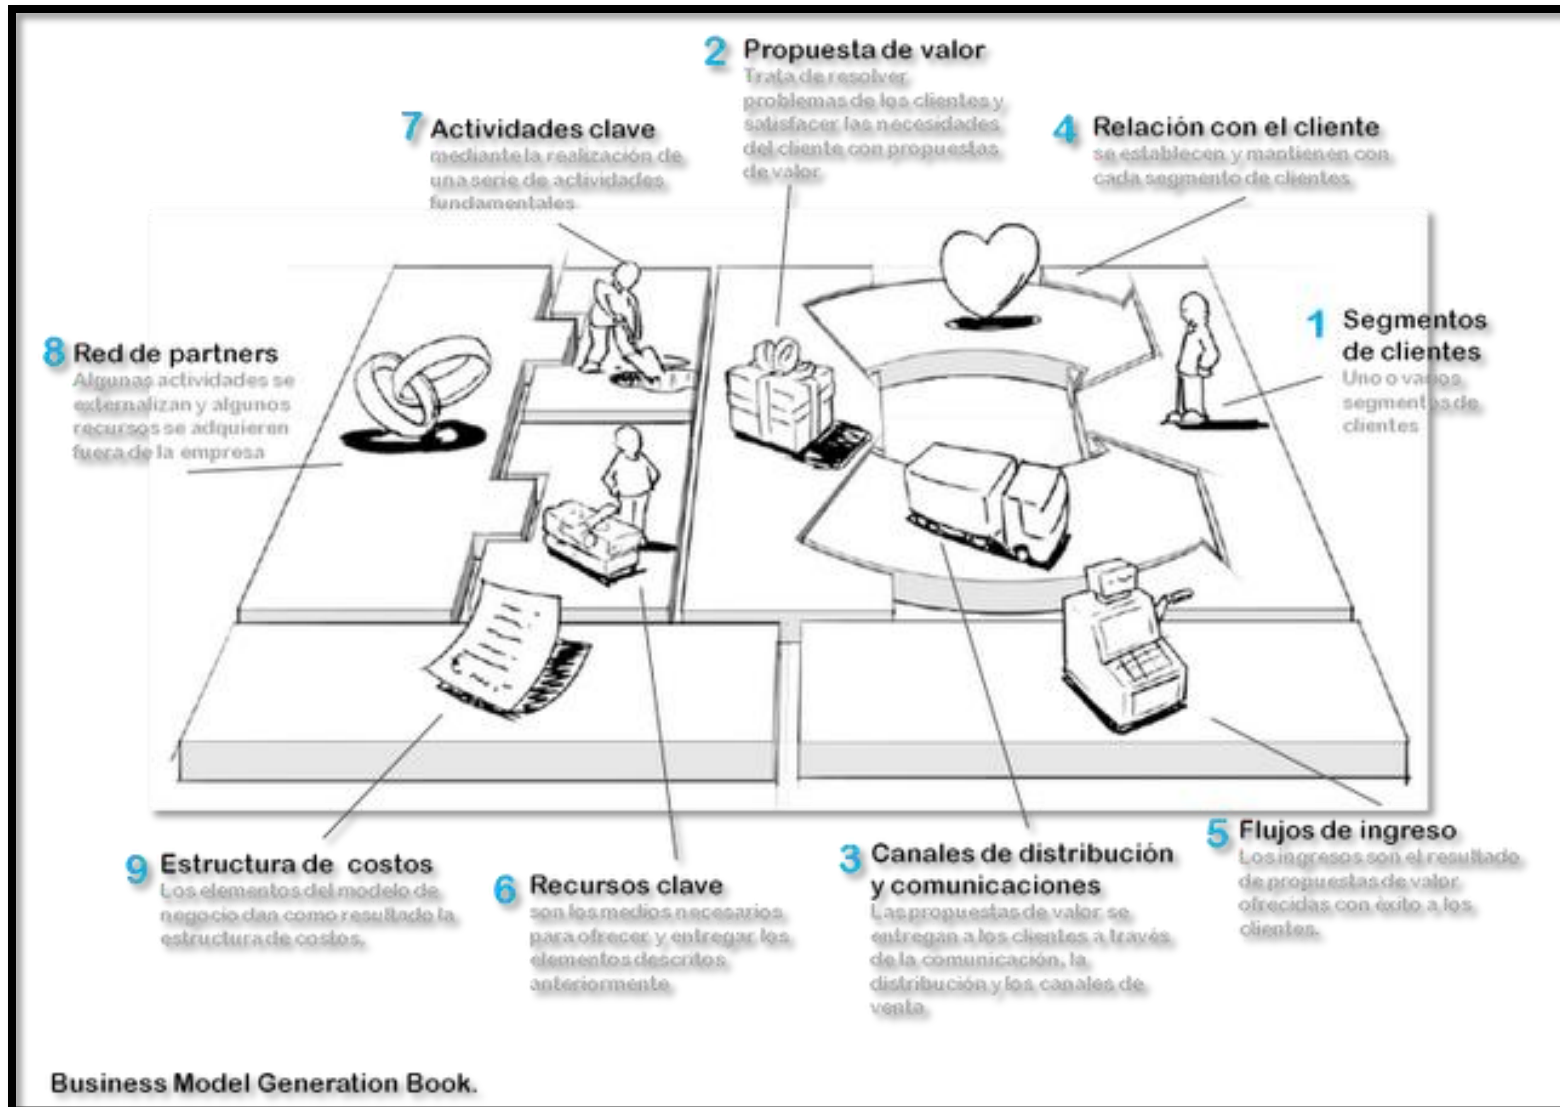 2 Propuesta de valor
Trata de resolver
problemas de los clientes y
satisfacer las necesidades
del cliente con propuestas
de valor
7 Actividades clave
mediante la realización de
una serie de actividades
fundamentales
4 Relación con el cliente
se establecen y mantienen con
cada segmento de clientes
1 Segmentos
de clientes
Uno o varios
segmentos de
clientes
8 Red de partners
Algunas actividades se
externalizan y algunos
recursos se adquieren
fuera de la empresa
9 Estructura de costos
Los elementos del modelo de
negocio dan como resultado la
estructura de costos.
6 Recursos clave
son los medios necesarios
para ofrecer y entregar los
elementos descritos
anteriormente
3 Canales de distribución
y comunicaciones
Las propuestas de valor se
entregan a los clientes a través
de la comunicación, la
distribución y los canales de
venta
5 Flujos de ingreso
Los ingresos son el resultado
de propuestas de valor
ofrecidas con éxito a los
clientes.
Business Model Generation Book.